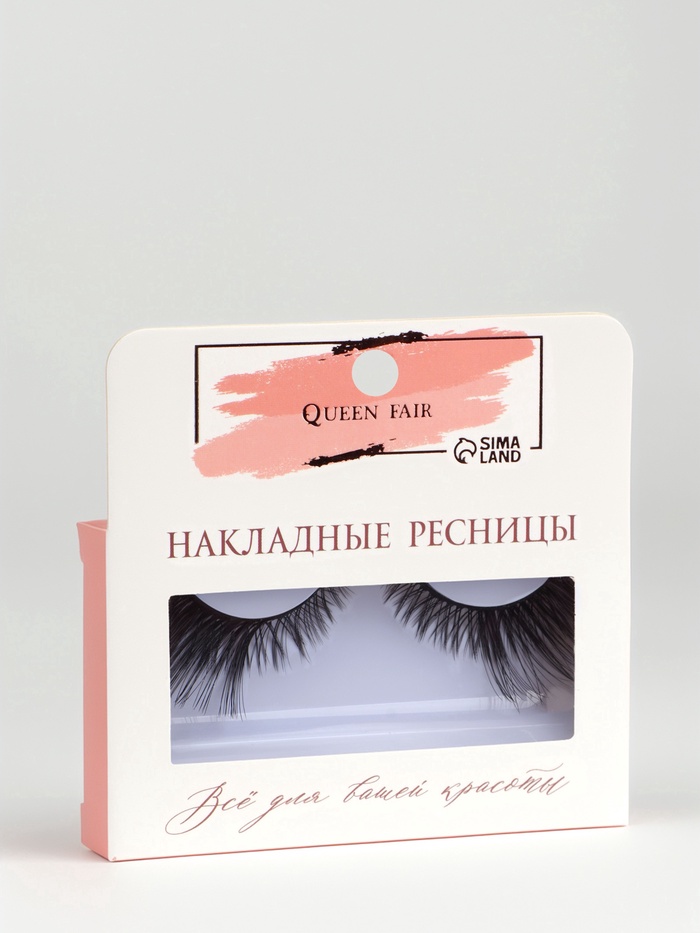 QUEEN FAIR
SIMA
LAND
НАКЛАДНЫЕ РЕСНИЦЫ
Всё для вашей красоты